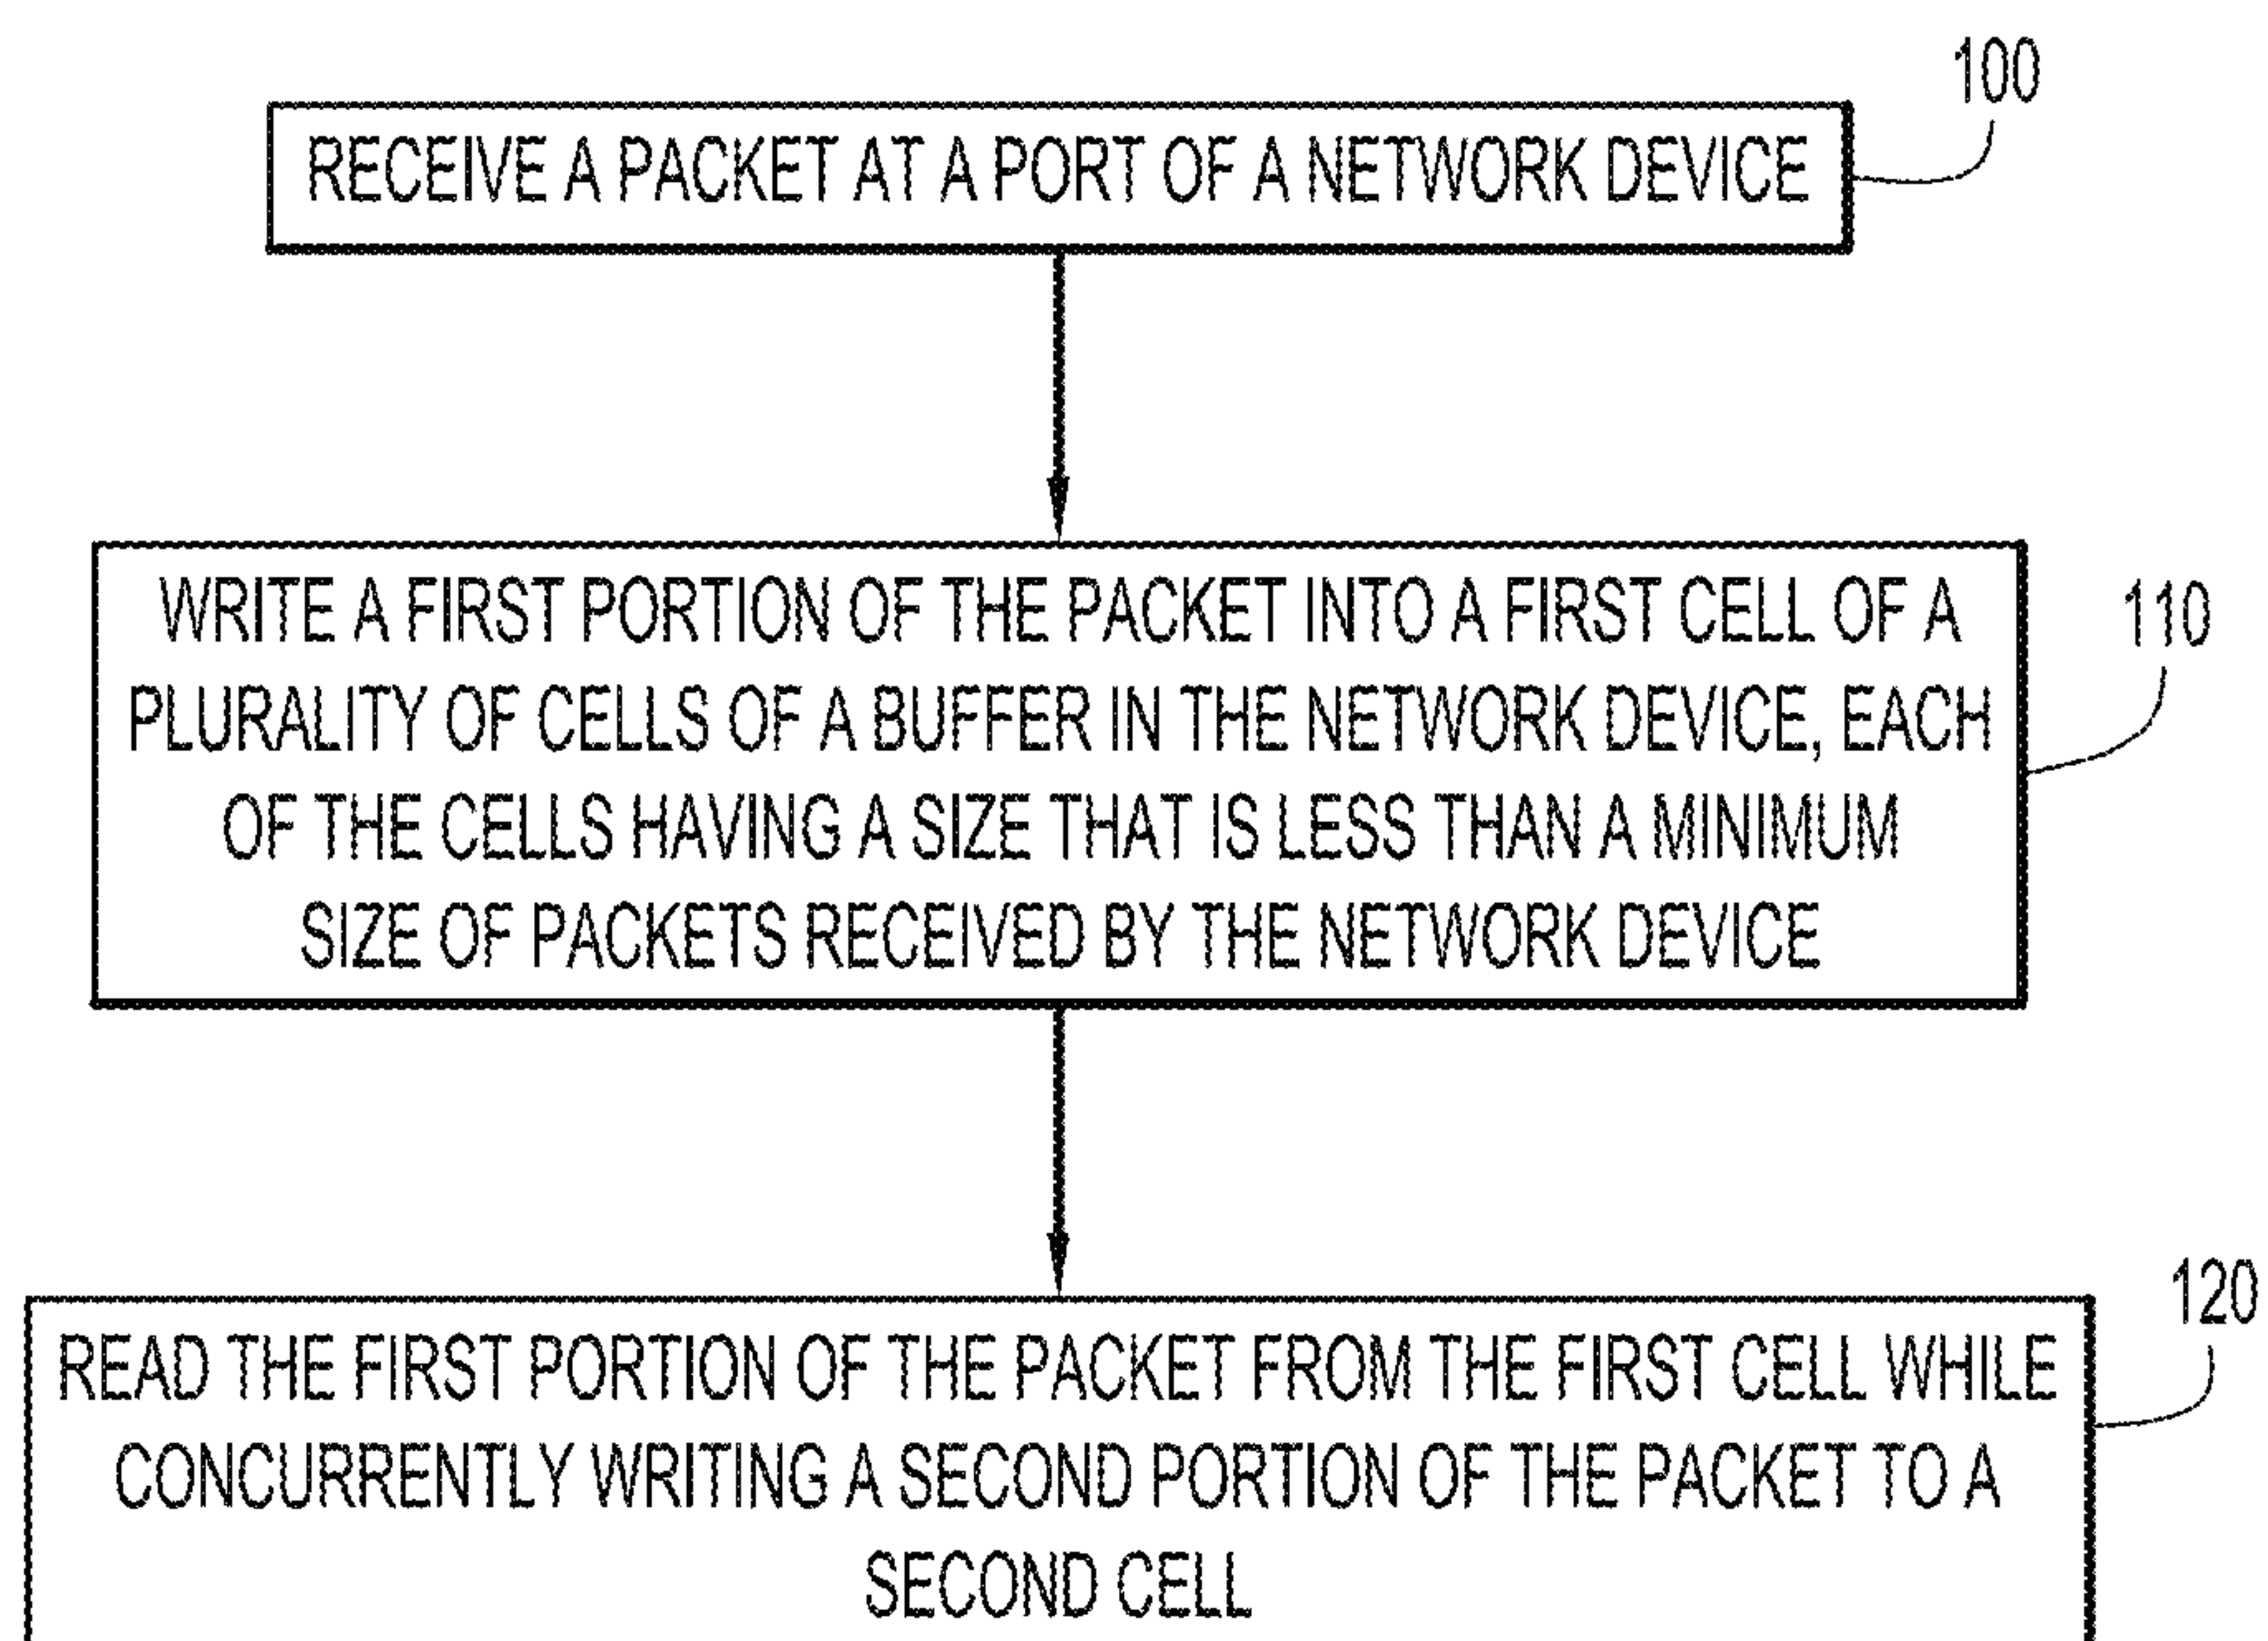 100
RECEIVE A PACKET AT A PORT OF A NETWORK DEVICE
WRITE A FIRST PORTION OF THE PACKET INTO A FIRST CELL OF A
PLURALITY OF CELLS OF A BUFFER IN THE NETWORK DEVICE, EACH
OF THE CELLS HAVING A SIZE THAT IS LESS THAN A MINIMUM
SIZE OF PACKETS RECEIVED BY THE NETWORK DEVICE
110
120
READ THE FIRST PORTION OF THE PACKET FROM THE FIRST CELL WHILE
CONCURRENTLY WRITING A SECOND PORTION OF THE PACKET TO A
SECOND CELL